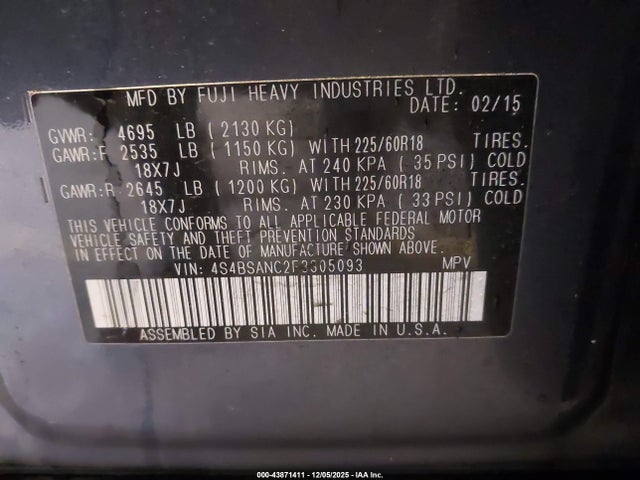 MFD BY FUJI HEAVY INDUSTRIES LTD.
DATE: 02/15
GVWR: 4695 LB (2130 KG)
GAWR:F 2535 LB (1150 KG) WITH 225/60R18 TIRES.
18X7J RIMS. AT 240 KPA (35 PSI) COLD
GAWR:R 2645 LB (1200 KG) WITH 225/60R18 TIRES.
18X7J RIMS. AT 230 KPA (33 PSI) COLD
THIS VEHICLE CONFORMS TO ALL APPLICABLE FEDERAL MOTOR
VEHICLE SAFETY AND THEFT PREVENTION STANDARDS
IN EFFECT ON THE DATE OF MANUFACTURE SHOWN ABOVE.
VIN: 4S4BSANC2F3305093 MPV
ASSEMBLED BY SIA INC. MADE IN U.S.A.
000-43871411 - 12/05/2025 - IAA Inc.